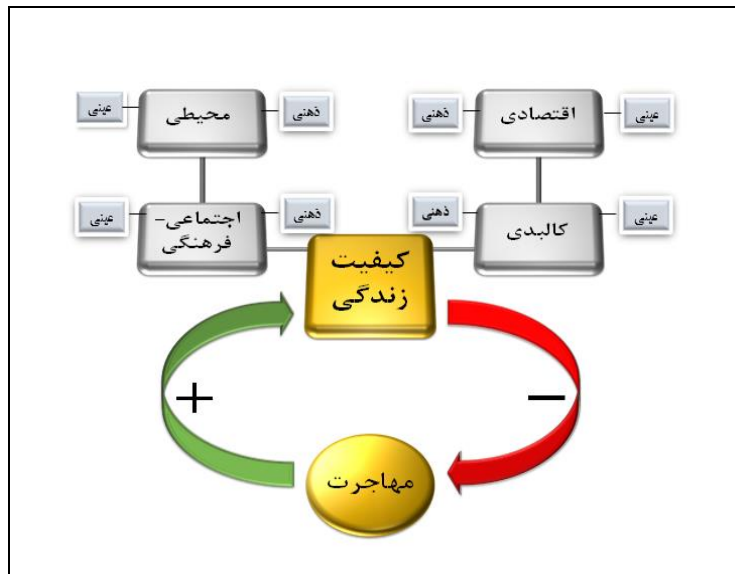 اقتصادی
عینی
ذهنی
محیطی
ذهنی
عینی
کالبدی
عینی
ذهنی
اجتماعی-
فرهنگی
ذهنی
عینی
کیفیت
زندگی
+
−
مهاجرت